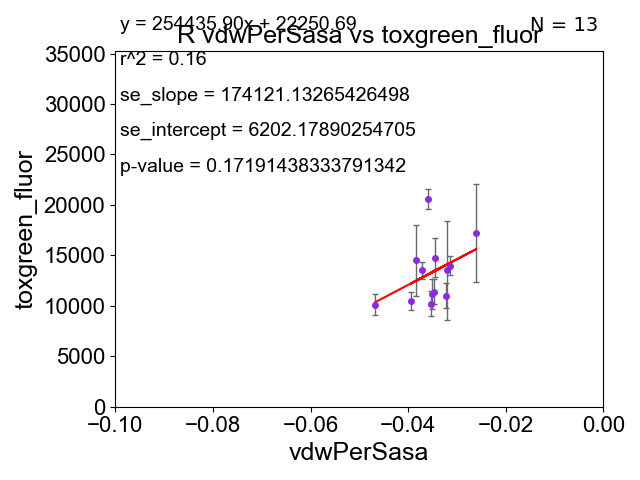 y = 254435.90x + 22250.69
N = 13
R vdwPerSasa vs toxgreen_fluor
r^2 = 0.16
se_slope = 174121.13265426498
se_intercept = 6202.17890254705
p-value = 0.17191438333791342
35000
30000
25000
20000
15000
10000
5000
0
toxgreen_fluor
−0.10
−0.08
−0.06
−0.04
−0.02
0.00
vdwPerSasa